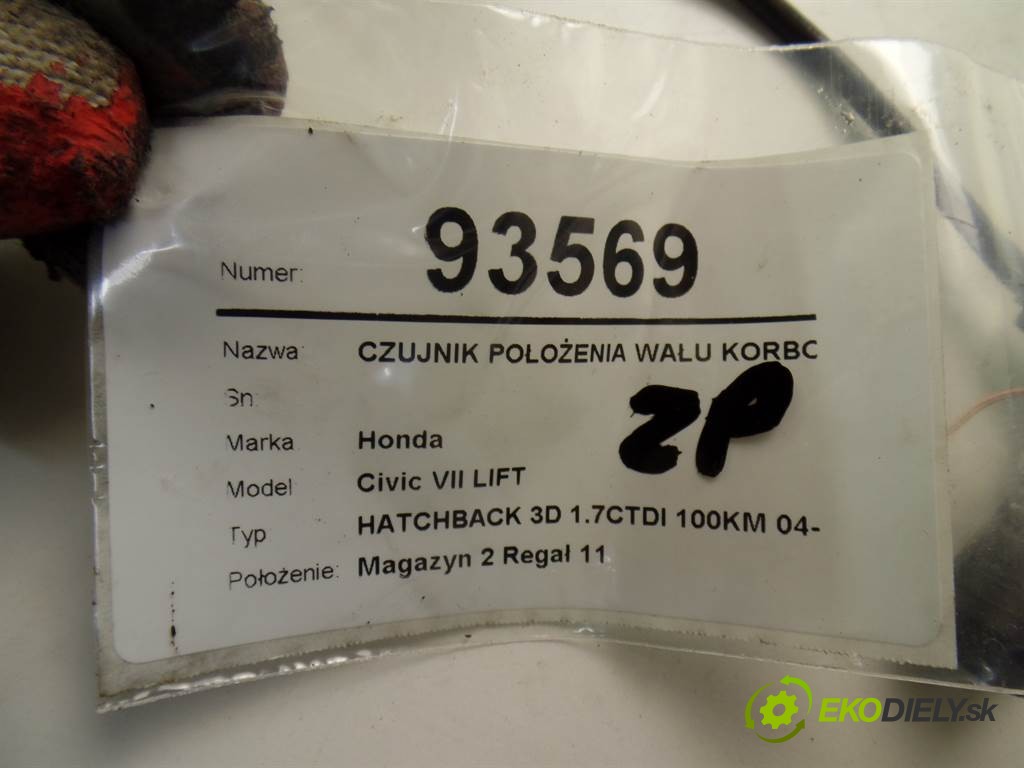 Numer: 93569
Nazwa: CZUJNIK POŁOŻENIA WAŁU KORBO
Sn:
Marka Honda
Model Civic VII LIFT
Typ HATCHBACK 3D 1.7CTDI 100KM 04-
Położenie: Magazyn 2 Regał 11
ZP
EKODIELY.sk